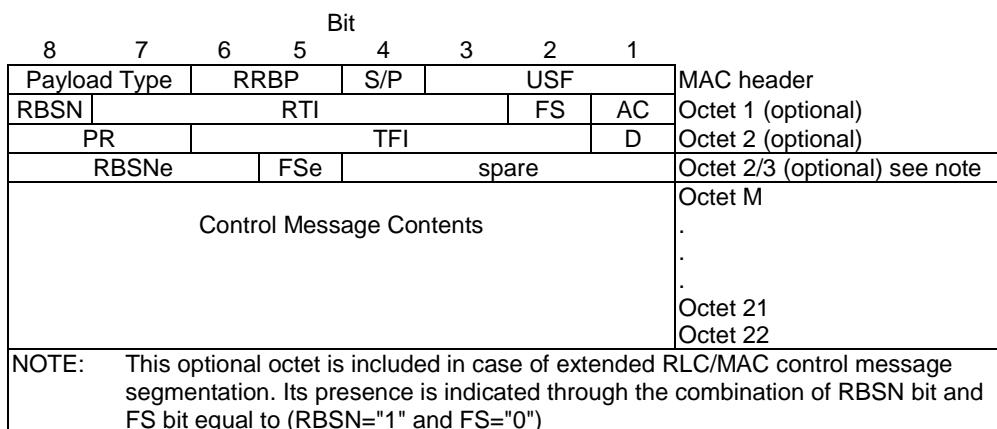 Bit
8 7 6 5 4 3 2 1
Payload Type RRBP S/P USF MAC header
RBSN RTI FS AC Octet 1 (optional)
PR TFI D Octet 2 (optional)
RBSNe FSe spare Octet 2/3 (optional) see note
Octet M
Control Message Contents .
.
.
Octet 21
Octet 22
NOTE: This optional octet is included in case of extended RLC/MAC control message
segmentation. Its presence is indicated through the combination of RBSN bit and
FS bit equal to (RBSN="1" and FS="0")